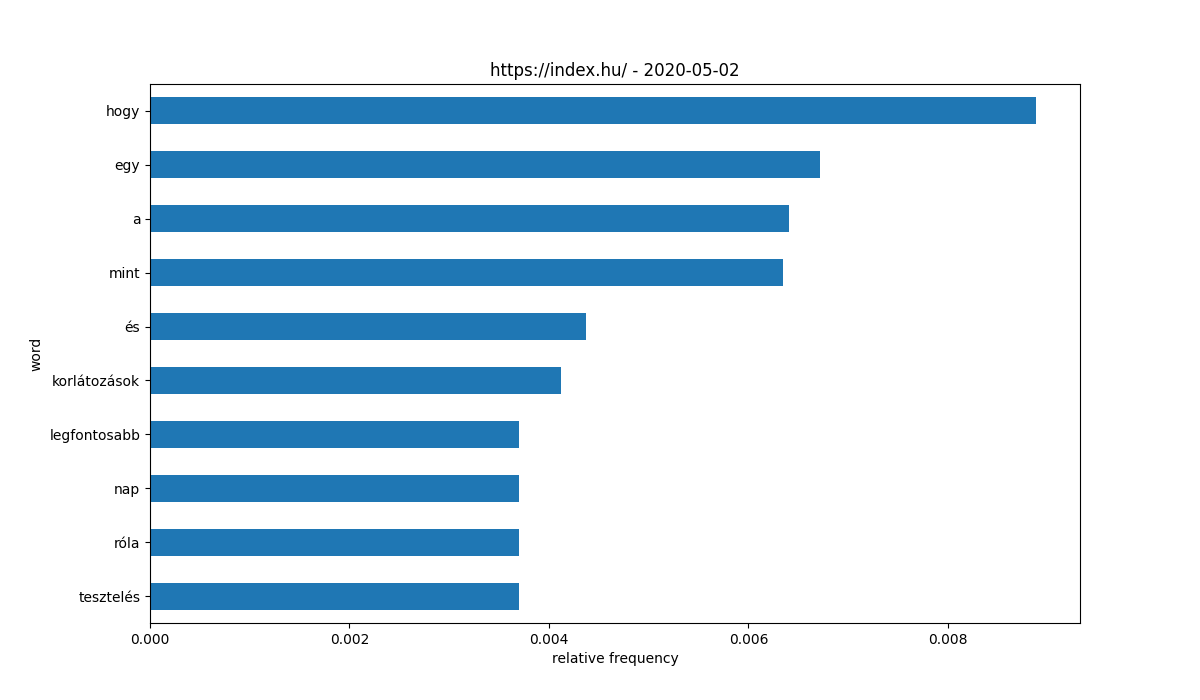 https://index.hu/ - 2020-05-02
hogy
egy
a
mint
és
korlátozások
legfontosabb
nap
róla
tesztelés
word
0.000 0.002 0.004 0.006 0.008
relative frequency